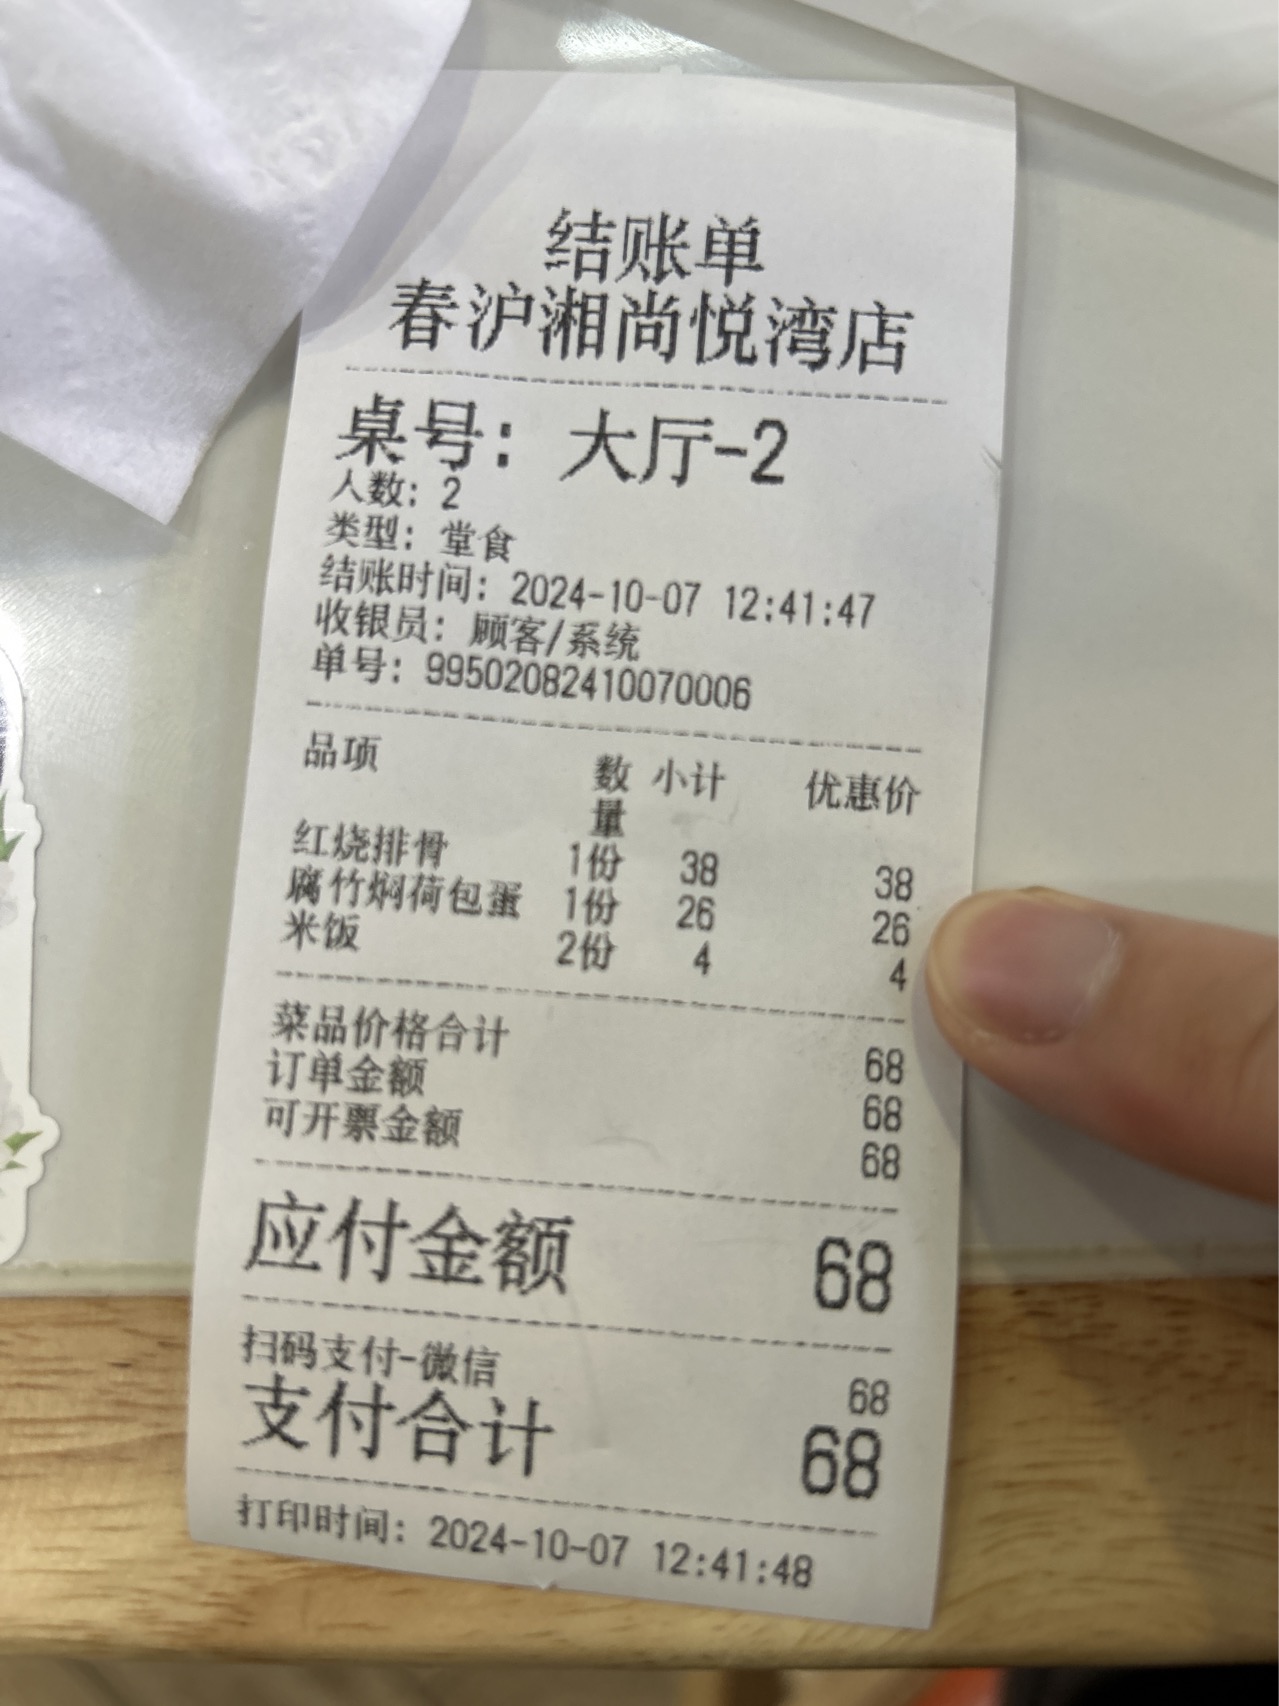 结账单
春沪湘尚悦湾店
桌号： 大厅-2
人数：2
类型：堂食
结账时间：2024-10-07 12:41:47
收银员：顾客/系统
单号：99502082410070006
品项 数量 小计 优惠价
红烧排骨 1份 38 38
腐竹焖荷包蛋 1份 26 26
米饭 2份 4 4
菜品价格合计 68
订单金额 68
可开票金额 68
应付金额 68
扫码支付-微信 68
支付合计 68
打印时间：2024-10-07 12:41:48